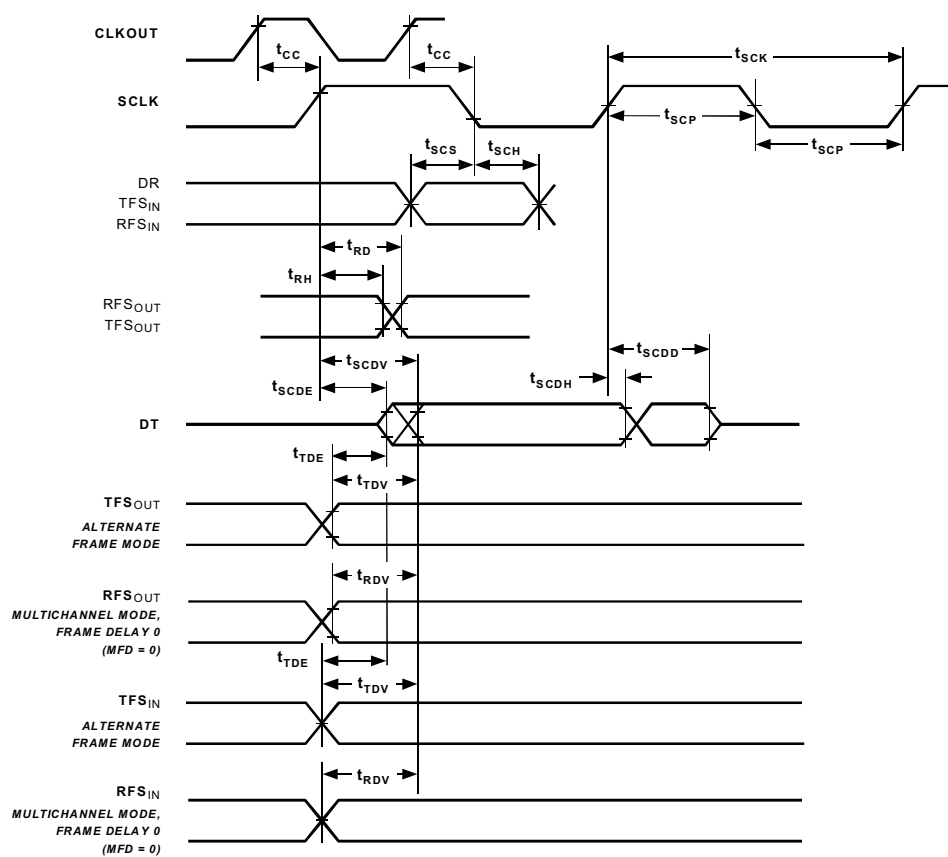 CLKOUT
tCC
tCC
tSCK
SCLK
tSCP
tSCP
tSCS
tSCH
DR
TFSIN
RFSIN
tRD
tRH
RFSOUT
TFSOUT
tSCDV
tSCDD
tSCDH
tSCDE
DT
tTDE
tTDV
TFSOUT
ALTERNATE
FRAME MODE
tRDV
RFSOUT
MULTICHANNEL MODE,
FRAME DELAY 0
(MFD = 0)
tTDE
tTDV
TFSIN
ALTERNATE
FRAME MODE
tRDV
RFSIN
MULTICHANNEL MODE,
FRAME DELAY 0
(MFD = 0)